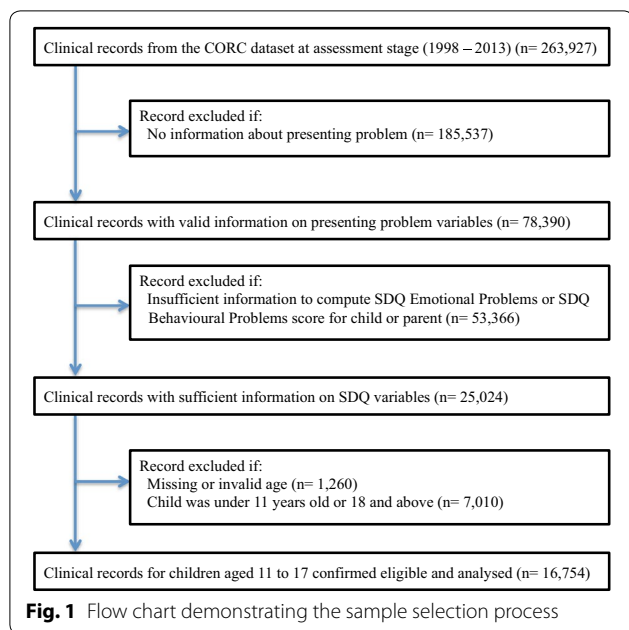 Clinical records from the CORC dataset at assessment stage (1998 – 2013) (n= 263,927)
Record excluded if:
No information about presenting problem (n= 185,537)
Clinical records with valid information on presenting problem variables (n= 78,390)
Record excluded if:
Insufficient information to compute SDQ Emotional Problems or SDQ
Behavioural Problems score for child or parent (n= 53,366)
Clinical records with sufficient information on SDQ variables (n= 25,024)
Record excluded if:
Missing or invalid age (n= 1,260)
Child was under 11 years old or 18 and above (n= 7,010)
Clinical records for children aged 11 to 17 confirmed eligible and analysed (n= 16,754)
Fig. 1 Flow chart demonstrating the sample selection process